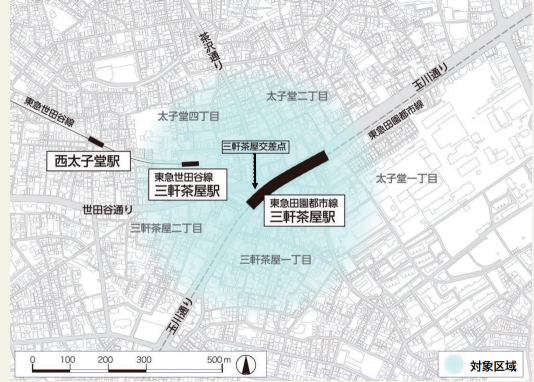 茶沢通り
玉川通り
太子堂二丁目
東急世田谷線
太子堂四丁目
東急田園都市線
三軒茶屋交差点
西太子堂駅
東急世田谷線
三軒茶屋駅
太子堂一丁目
世田谷通り
東急田園都市線
三軒茶屋駅
三軒茶屋二丁目
三軒茶屋一丁目
玉川通り
0 100 200 300 500m
対象区域